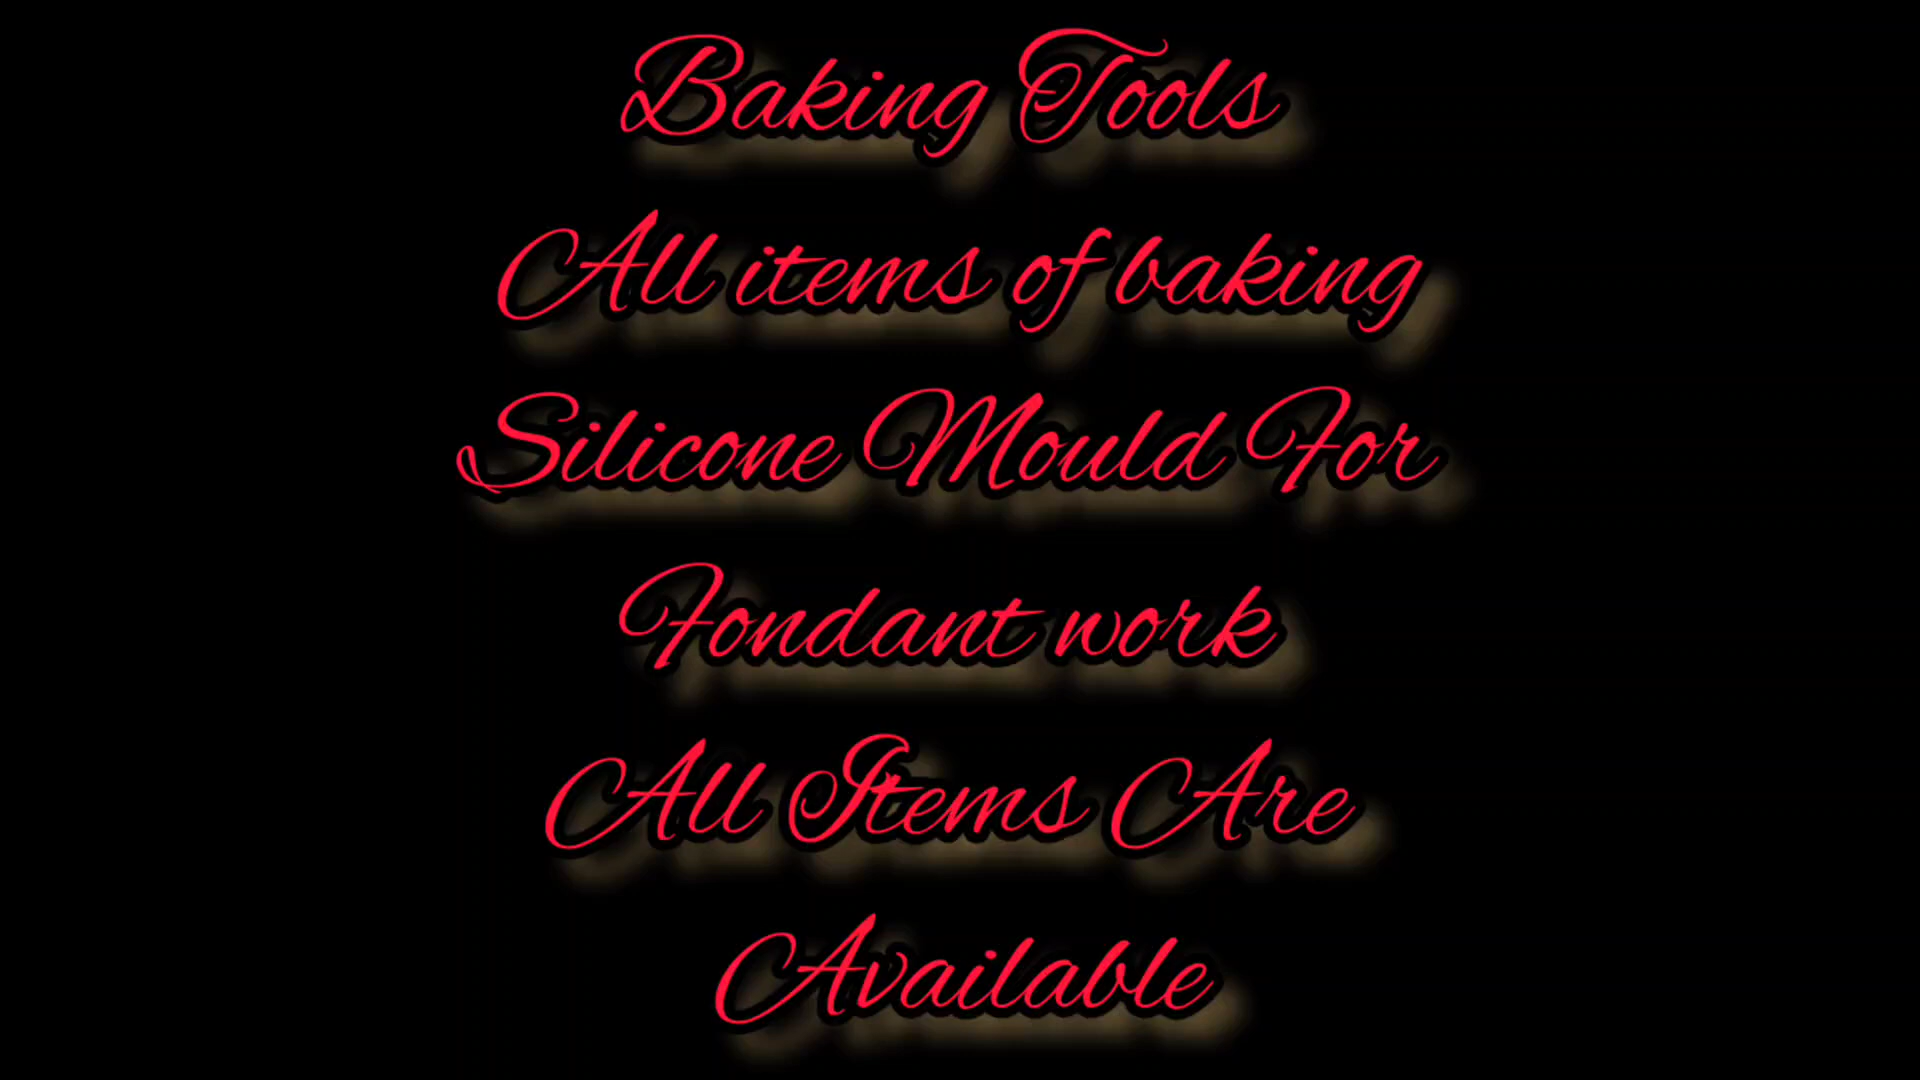 Baking Tools
All items of baking
Silicone Mould For
Fondant work
All Items Are
Available